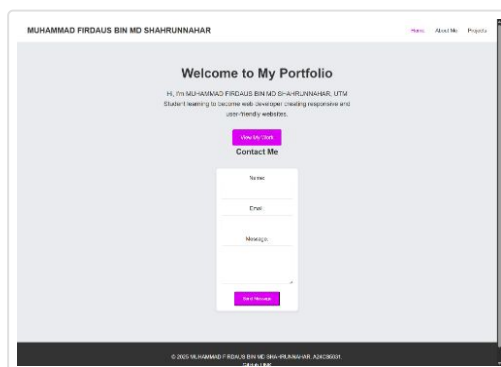 MUHAMMAD FIRDAUS BIN MD SHAHRUNNAHAR
Home About Me Projects
Welcome to My Portfolio
Hi, I'm MUHAMMAD FIRDAUS BIN MD SHAHRUNNAHAR, UTM
Student learning to become web developer creating responsive and
user-friendly websites.
View My Work
Contact Me
Name:
Email:
Message:
Send Message
© 2025 MUHAMMAD FIRDAUS BIN MD SHAHRUNNAHAR.